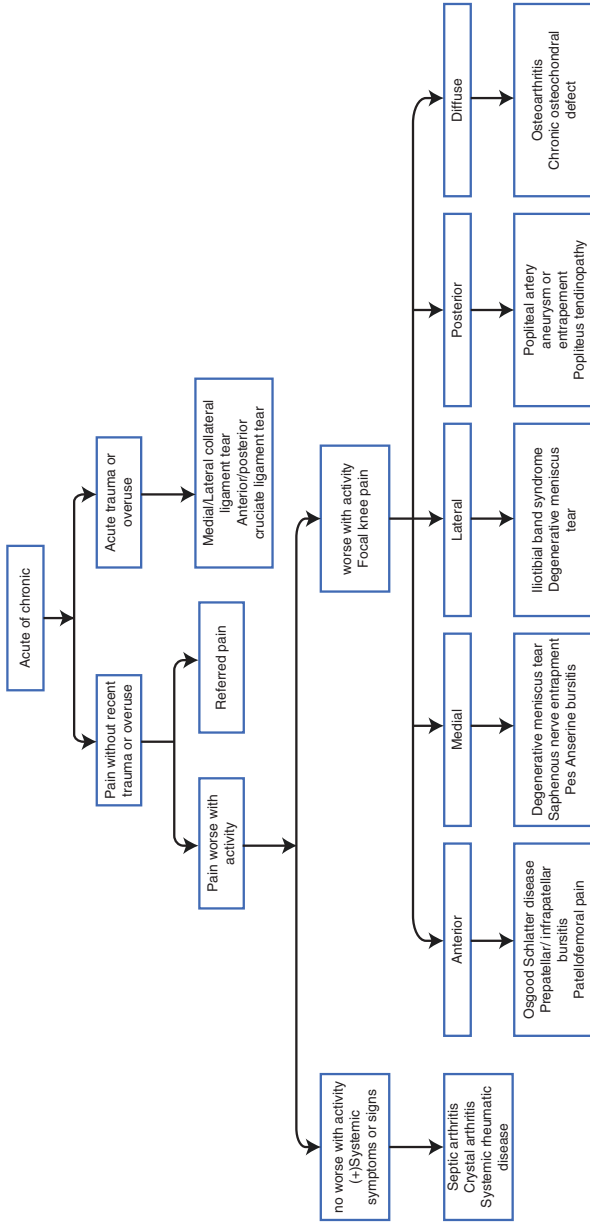 Acute of chronic
Pain without recent
trauma or overuse
Acute trauma or
overuse
Pain worse with
activity
Referred pain
Medial/Lateral collateral
ligament tear
Anterior/posterior
cruciate ligament tear
no worse with activity
(+)Systemic
symptoms or signs
worse with activity
Focal knee pain
Septic arthritis
Crystal arthritis
Systemic rheumatic
disease
Anterior
Medial
Lateral
Posterior
Diffuse
Osgood Schlatter disease
Prepatellar/ infrapatellar
bursitis
Patellofemoral pain
Degenerative meniscus tear
Saphenous nerve entrapment
Pes Anserine bursitis
Iliotibial band syndrome
Degenerative meniscus
tear
Popliteal artery
aneurysm or
entrapement
Popliteus tendinopathy
Osteoarthritis
Chronic osteochondral
defect